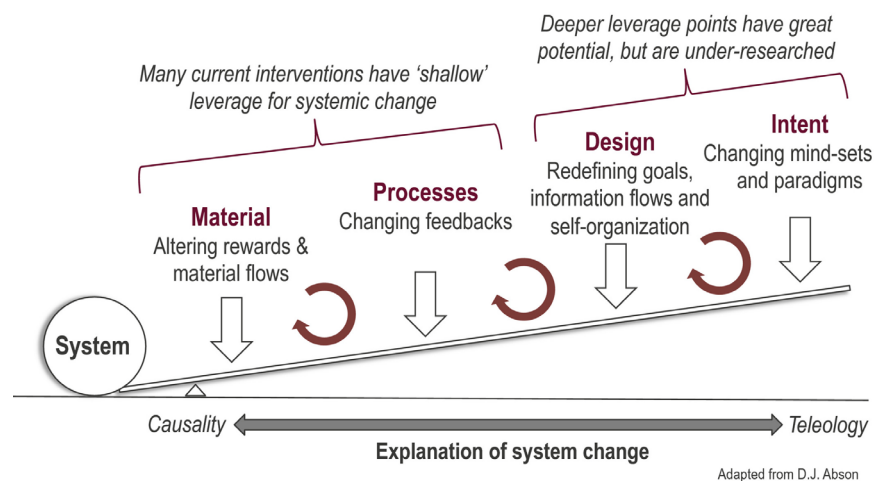 Deeper leverage points have great
potential, but are under-researched
Many current interventions have ‘shallow’
leverage for systemic change
Intent
Changing mind-sets
and paradigms
Design
Redefining goals,
information flows and
self-organization
Processes
Changing feedbacks
Material
Altering rewards &
material flows
System
Causality
Teleology
Explanation of system change
Adapted from D.J. Abson